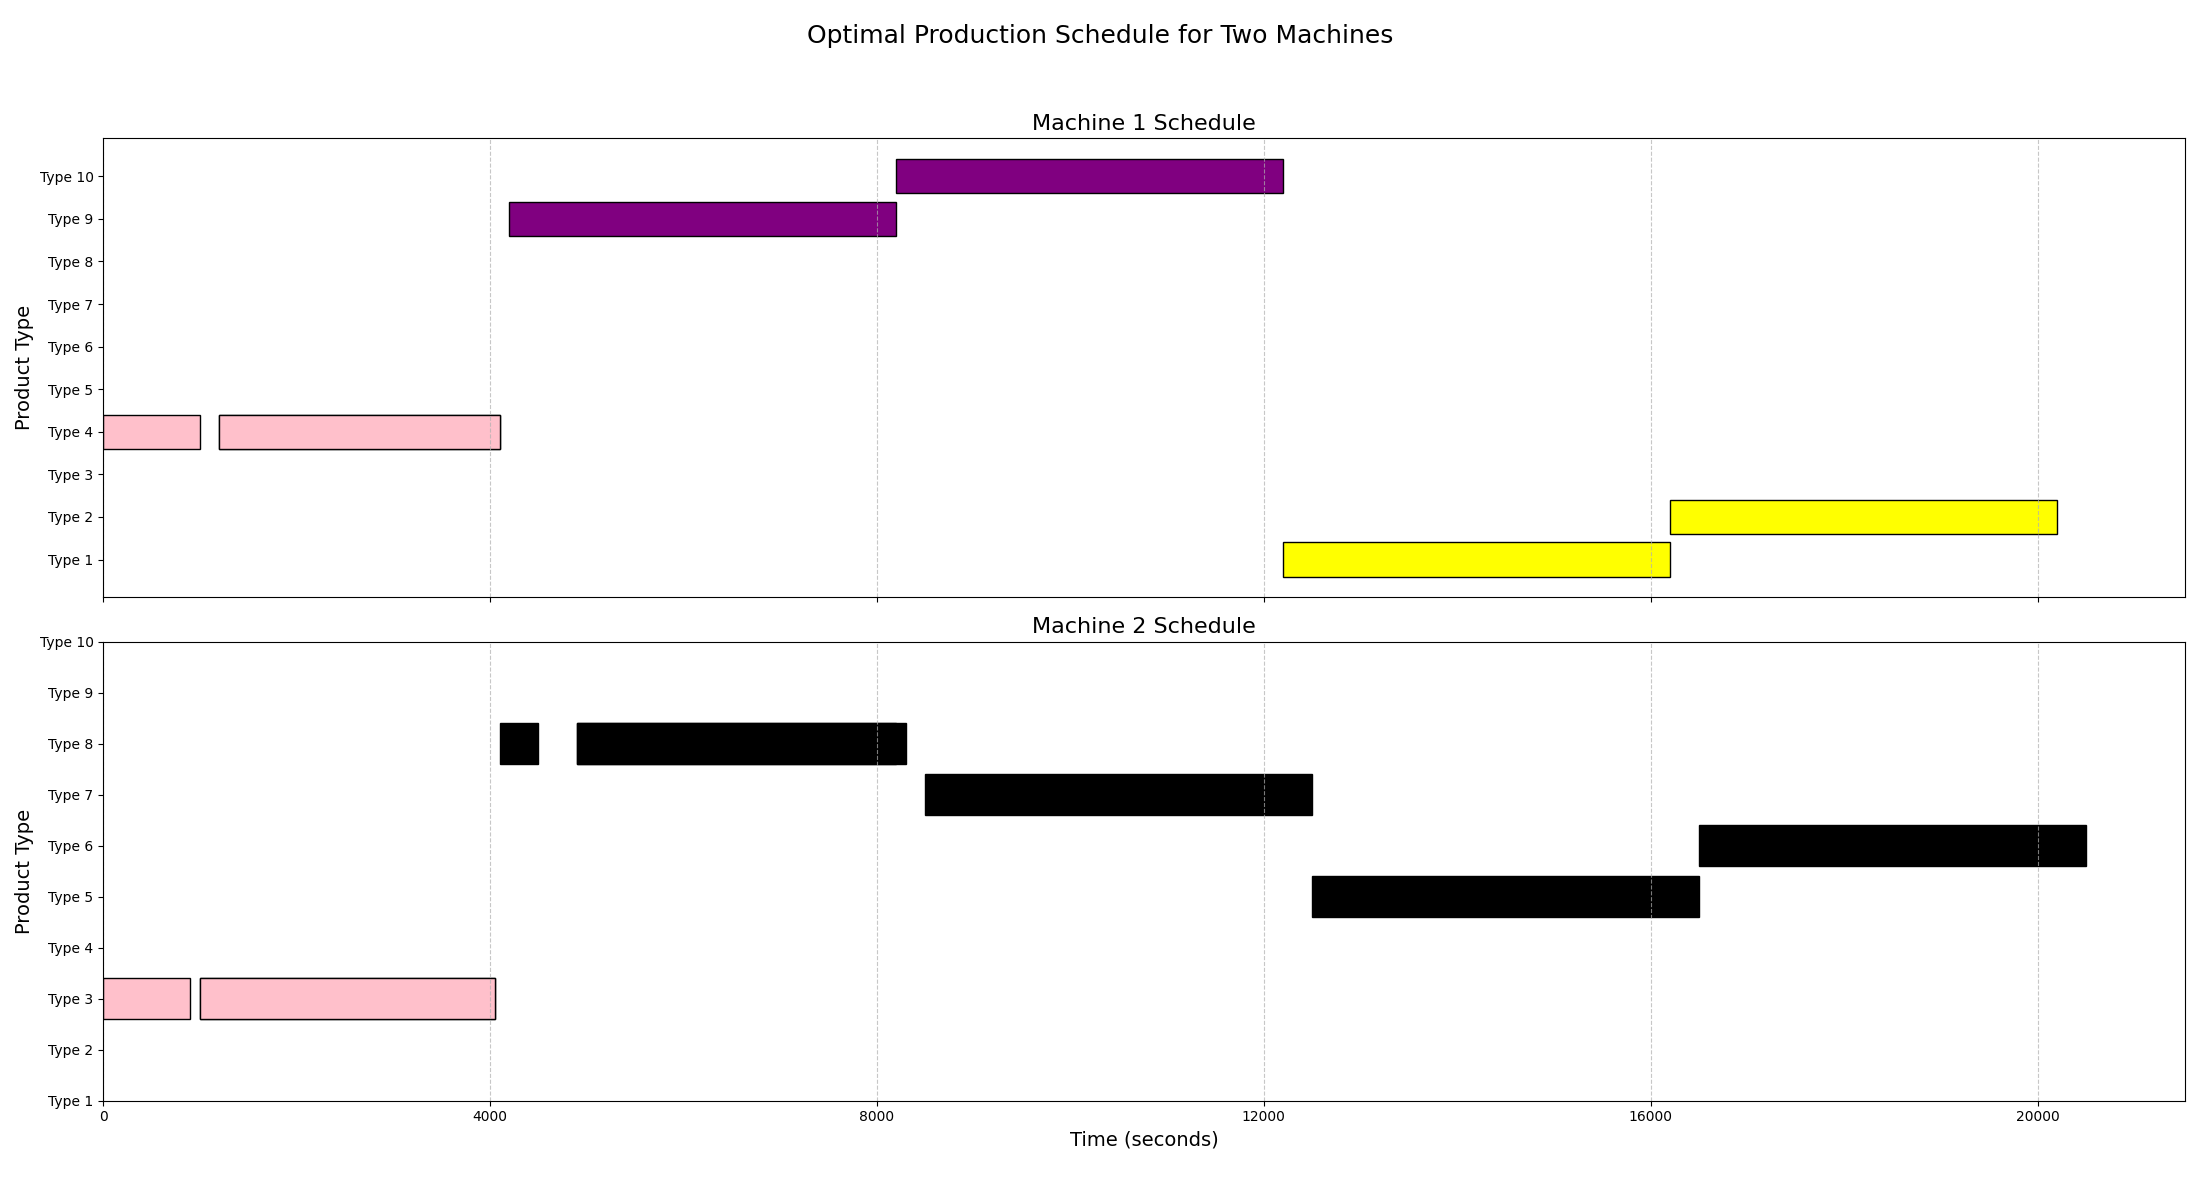 Optimal Production Schedule for Two Machines
Machine 1 Schedule
Product Type
Type 10
Type 9
Type 8
Type 7
Type 6
Type 5
Type 4
Type 3
Type 2
Type 1
Machine 2 Schedule
Product Type
Type 10
Type 9
Type 8
Type 7
Type 6
Type 5
Type 4
Type 3
Type 2
Type 1
0 4000 8000 12000 16000 20000
Time (seconds)